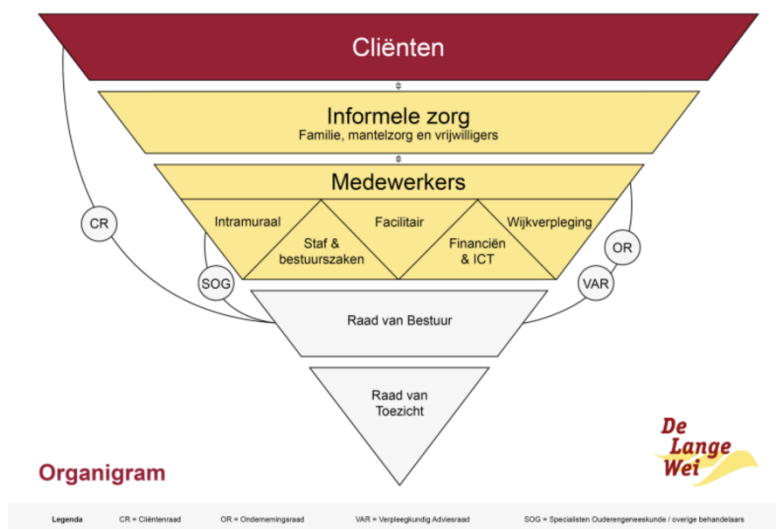 Cliënten
Informele zorg
Familie, mantelzorg en vrijwilligers
Medewerkers
Intramuraal
Facilitair
Wijkverpleging
Staf &
bestuurszaken
Financiën
& ICT
CR
SOG
OR
VAR
Raad van Bestuur
Raad van
Toezicht
De
Lange
Wei
Organigram
Legenda CR = Cliëntenraad OR = Ondernemingsraad VAR = Verpleegkundig Adviesraad SOG = Specialisten Ouderengeneeskunde / overige behandelaars